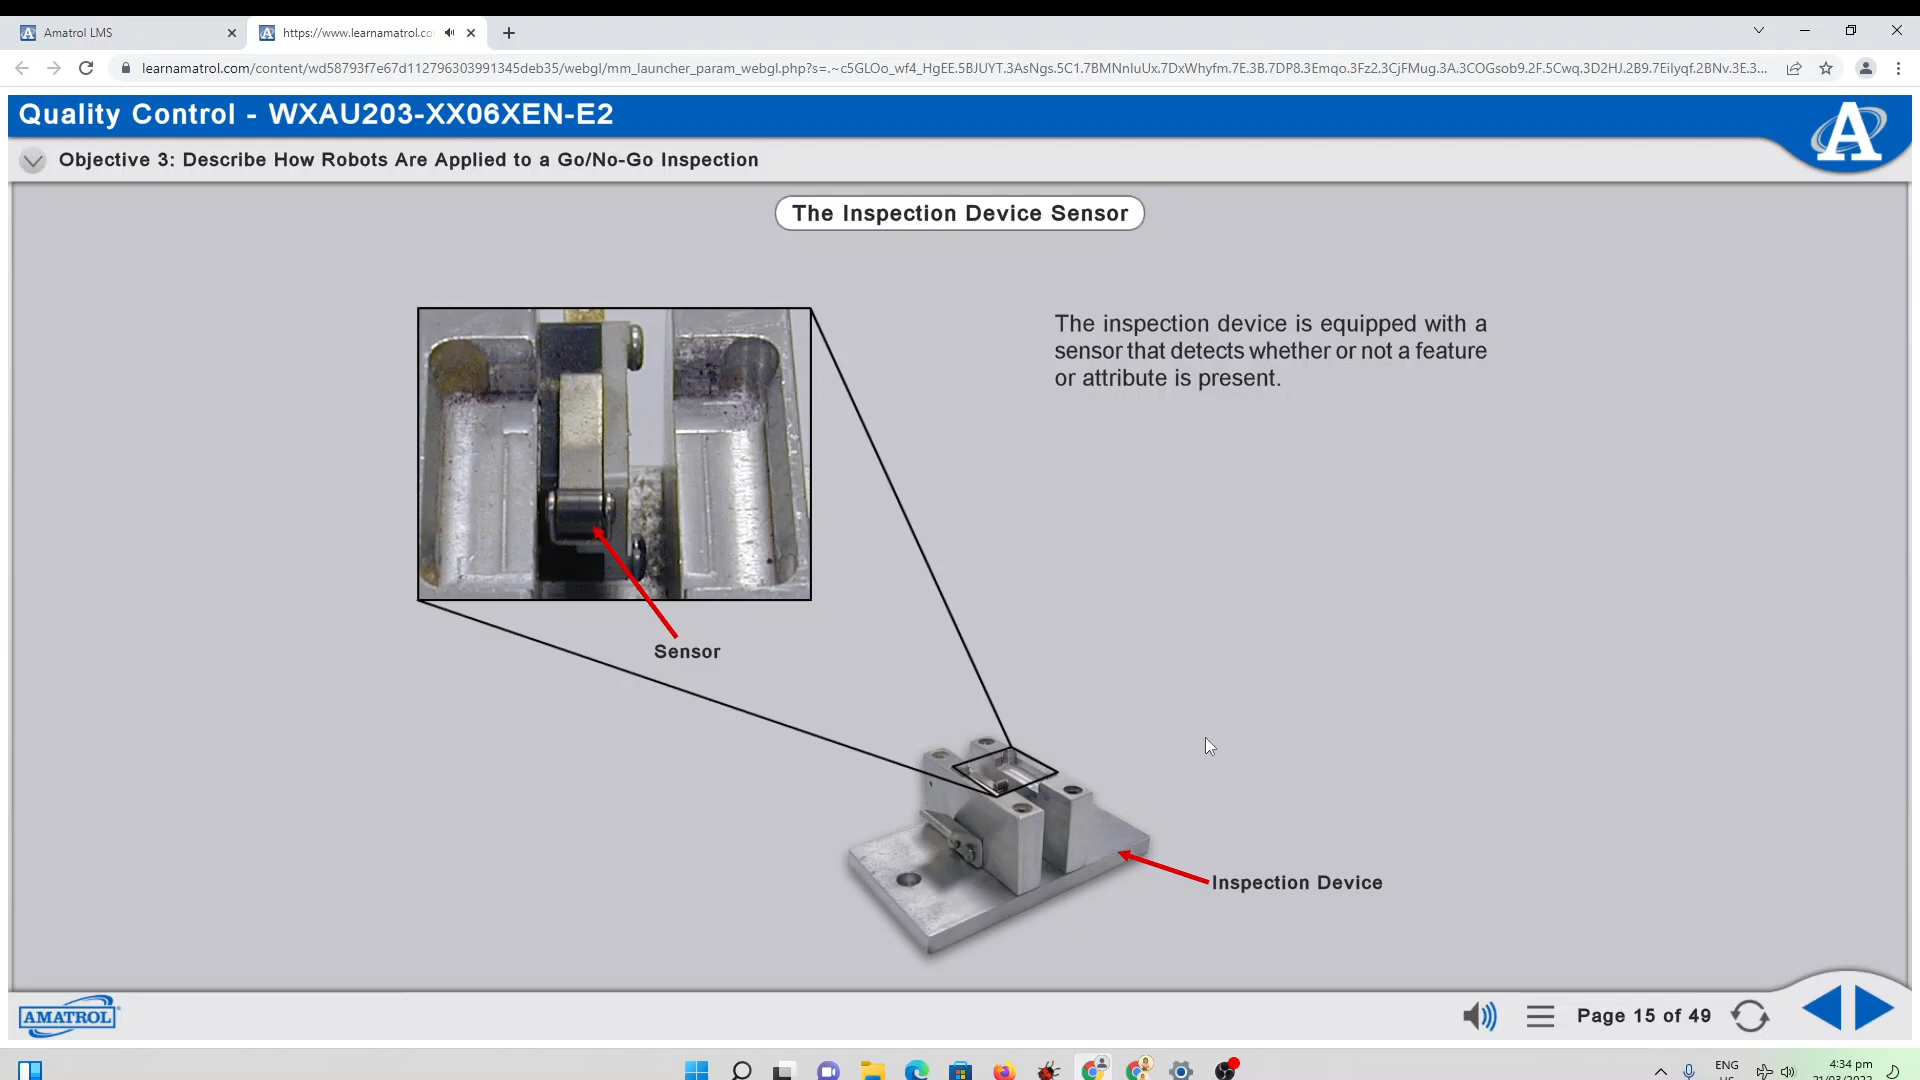 Amatrol LMS
https://www.learnamatrol.co
learnamatrol.com/content/wd58793f7e67d112796303991345deb35/webgl/mm_launcher_param_webgl.php?s=.~c5GLOo_wf4_HgEE.5BJUYT.3AsNgs.5C1.7BMNnIuUx.7DxWhyfm.7E.3B.7DP8.3Emqo.3Fz2.3CjFMug.3A.3COGsob9.2F.5Cwq.3D2HJ.2B9.7Eilyqf.2BNv.3E.3...
Quality Control - WXAU203-XX06XEN-E2
Objective 3: Describe How Robots Are Applied to a Go/No-Go Inspection
The Inspection Device Sensor
The inspection device is equipped with a
sensor that detects whether or not a feature
or attribute is present.
Sensor
Inspection Device
AMATROL
Page 15 of 49
ENG
4:34 pm